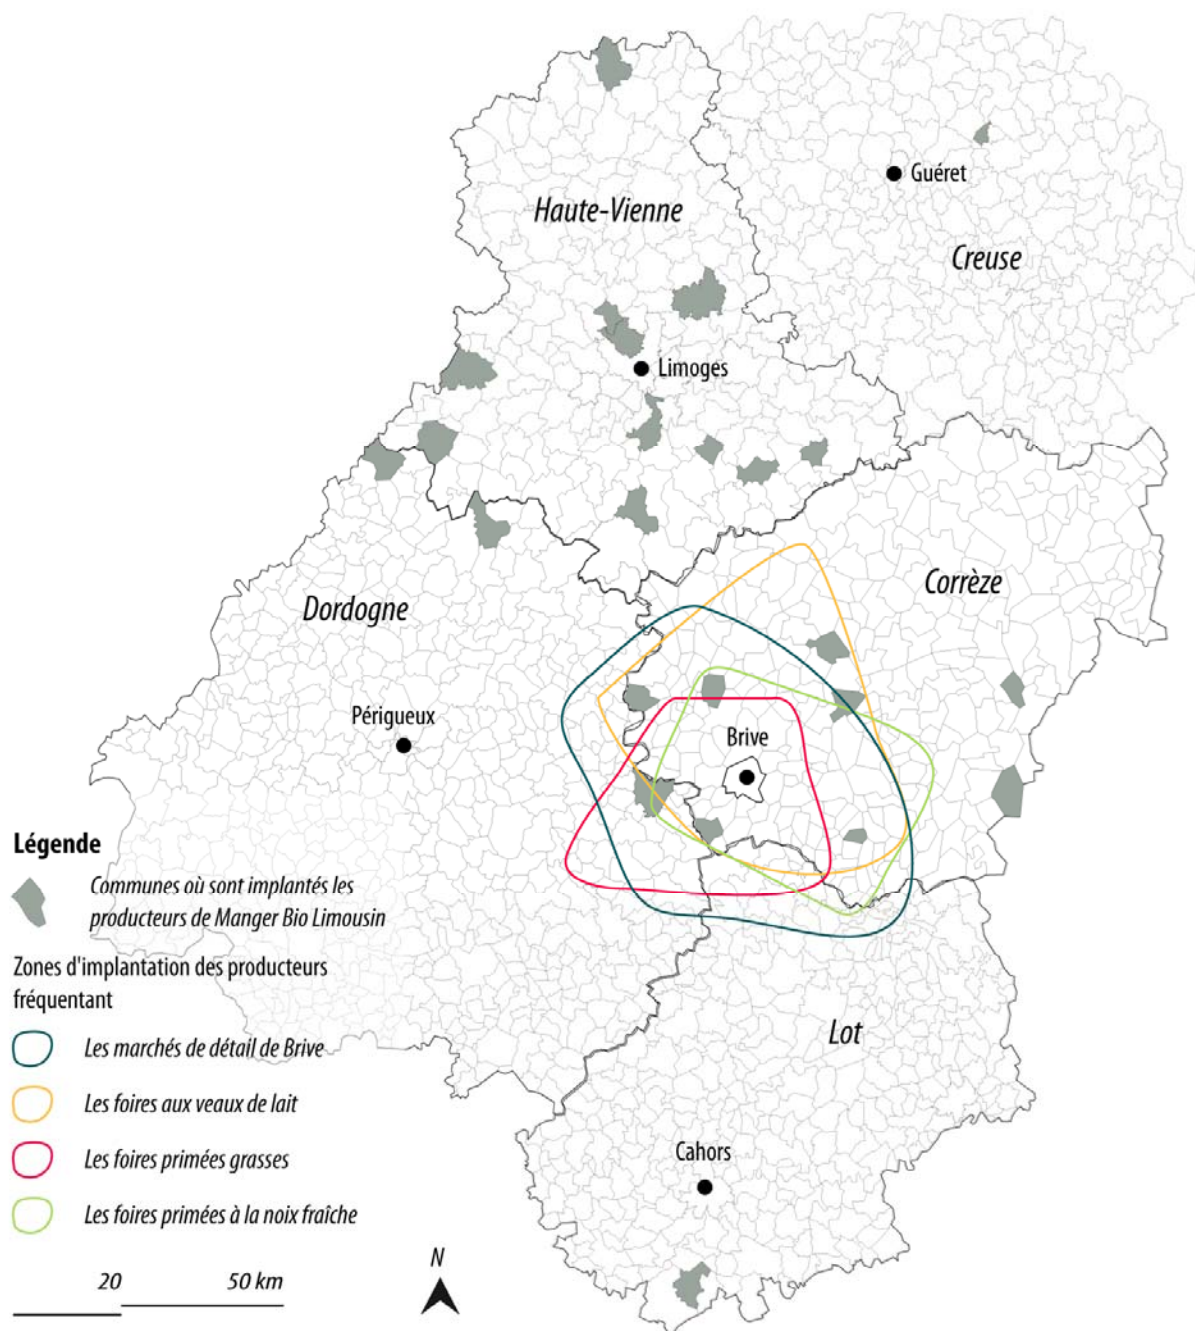 Guéret
Haute-Vienne
Creuse
Limoges
Corrèze
Dordogne
Périgueux
Brive
Légende
Communes où sont implantés les
producteurs de Manger Bio Limousin
Zones d'implantation des producteurs
fréquentant
Les marchés de détail de Brive
Les foires aux veaux de lait
Les foires primées grasses
Les foires primées à la noix fraîche
Lot
Cahors
20
50 km
N